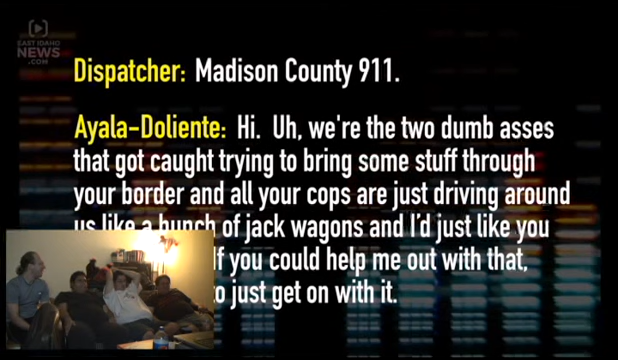 EAST IDAHO
NEWS
.COM
Dispatcher: Madison County 911.
Ayala-Doliente: Hi. Uh, we're the two dumb asses
that got caught trying to bring some stuff through
your border and all your cops are just driving around
us like a bunch of jack wagons and I'd just like you
If you could help me out with that,
to just get on with it.